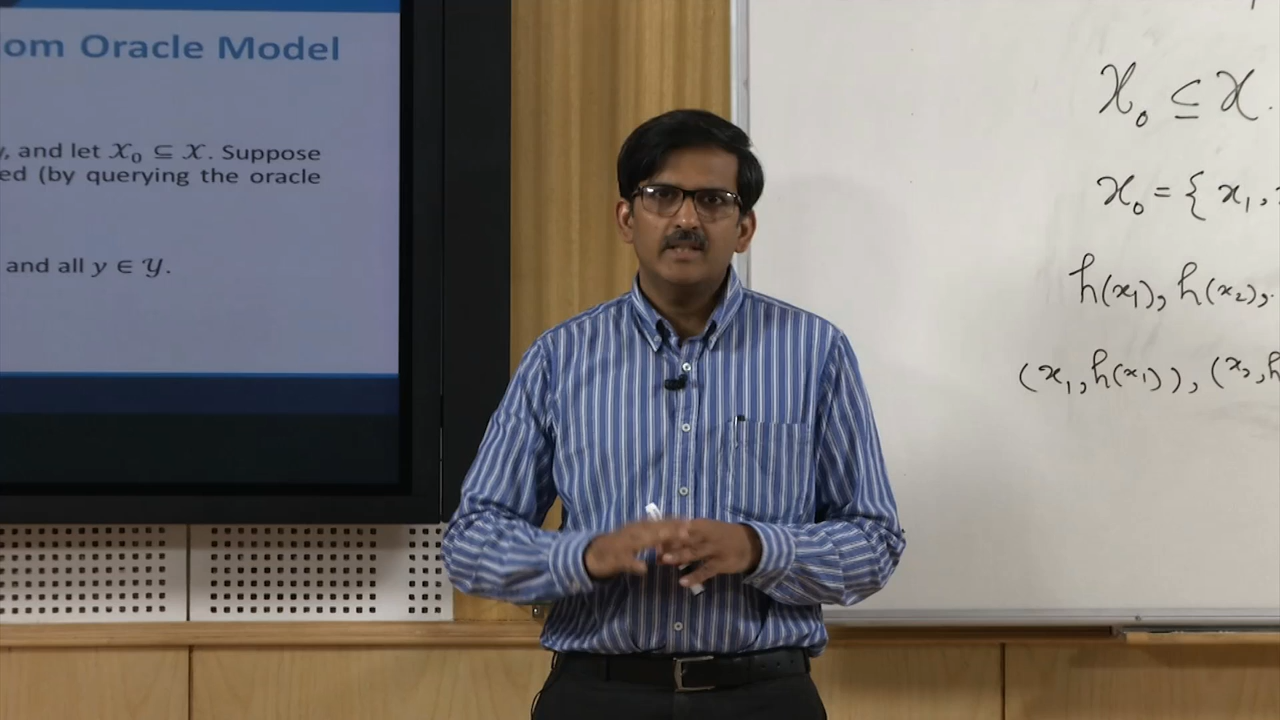 om Oracle Model
, and let 𝒳₀ ⊆ 𝒳. Suppose
ed (by querying the oracle
and all y ∈ 𝒴.
𝒳₀ ⊆ 𝒳.
𝒳₀ = { x₁,
h(x₁), h(x₂),
(x₁, h(x₁)), (x₂, h